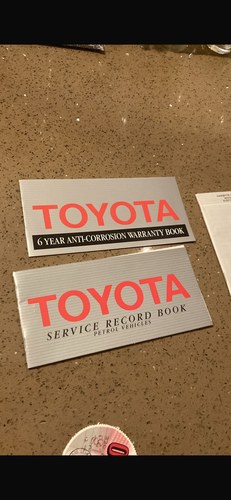 TOYOTA
6 YEAR ANTI-CORROSION WARRANTY BOOK
TOYOTA
SERVICE RECORD BOOK
PETROL VEHICLES